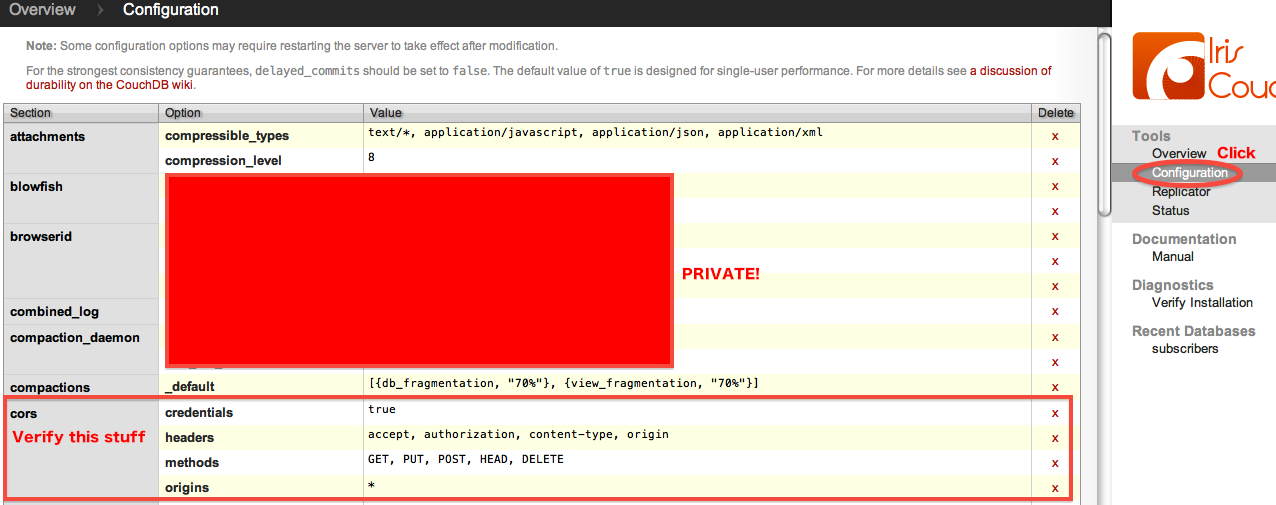 Overview > Configuration
Note: Some configuration options may require restarting the server to take effect after modification.
For the strongest consistency guarantees, delayed_commits should be set to false. The default value of true is designed for single-user performance. For more details see a discussion of
durability on the CouchDB wiki.
Section Option Value Delete
attachments compressible_types text/*, application/javascript, application/json, application/xml x
compression_level 8 x
blowfish x
x
browserid x
x
PRIVATE!
x
combined_log x
compaction_daemon x
x
compactions _default [{db_fragmentation, "70%"}, {view_fragmentation, "70%"}] x
cors credentials true x
Verify this stuff headers accept, authorization, content-type, origin x
methods GET, PUT, POST, HEAD, DELETE x
origins * x
Iris
Couc
Tools
Overview Click
Configuration
Replicator
Status
Documentation
Manual
Diagnostics
Verify Installation
Recent Databases
subscribers